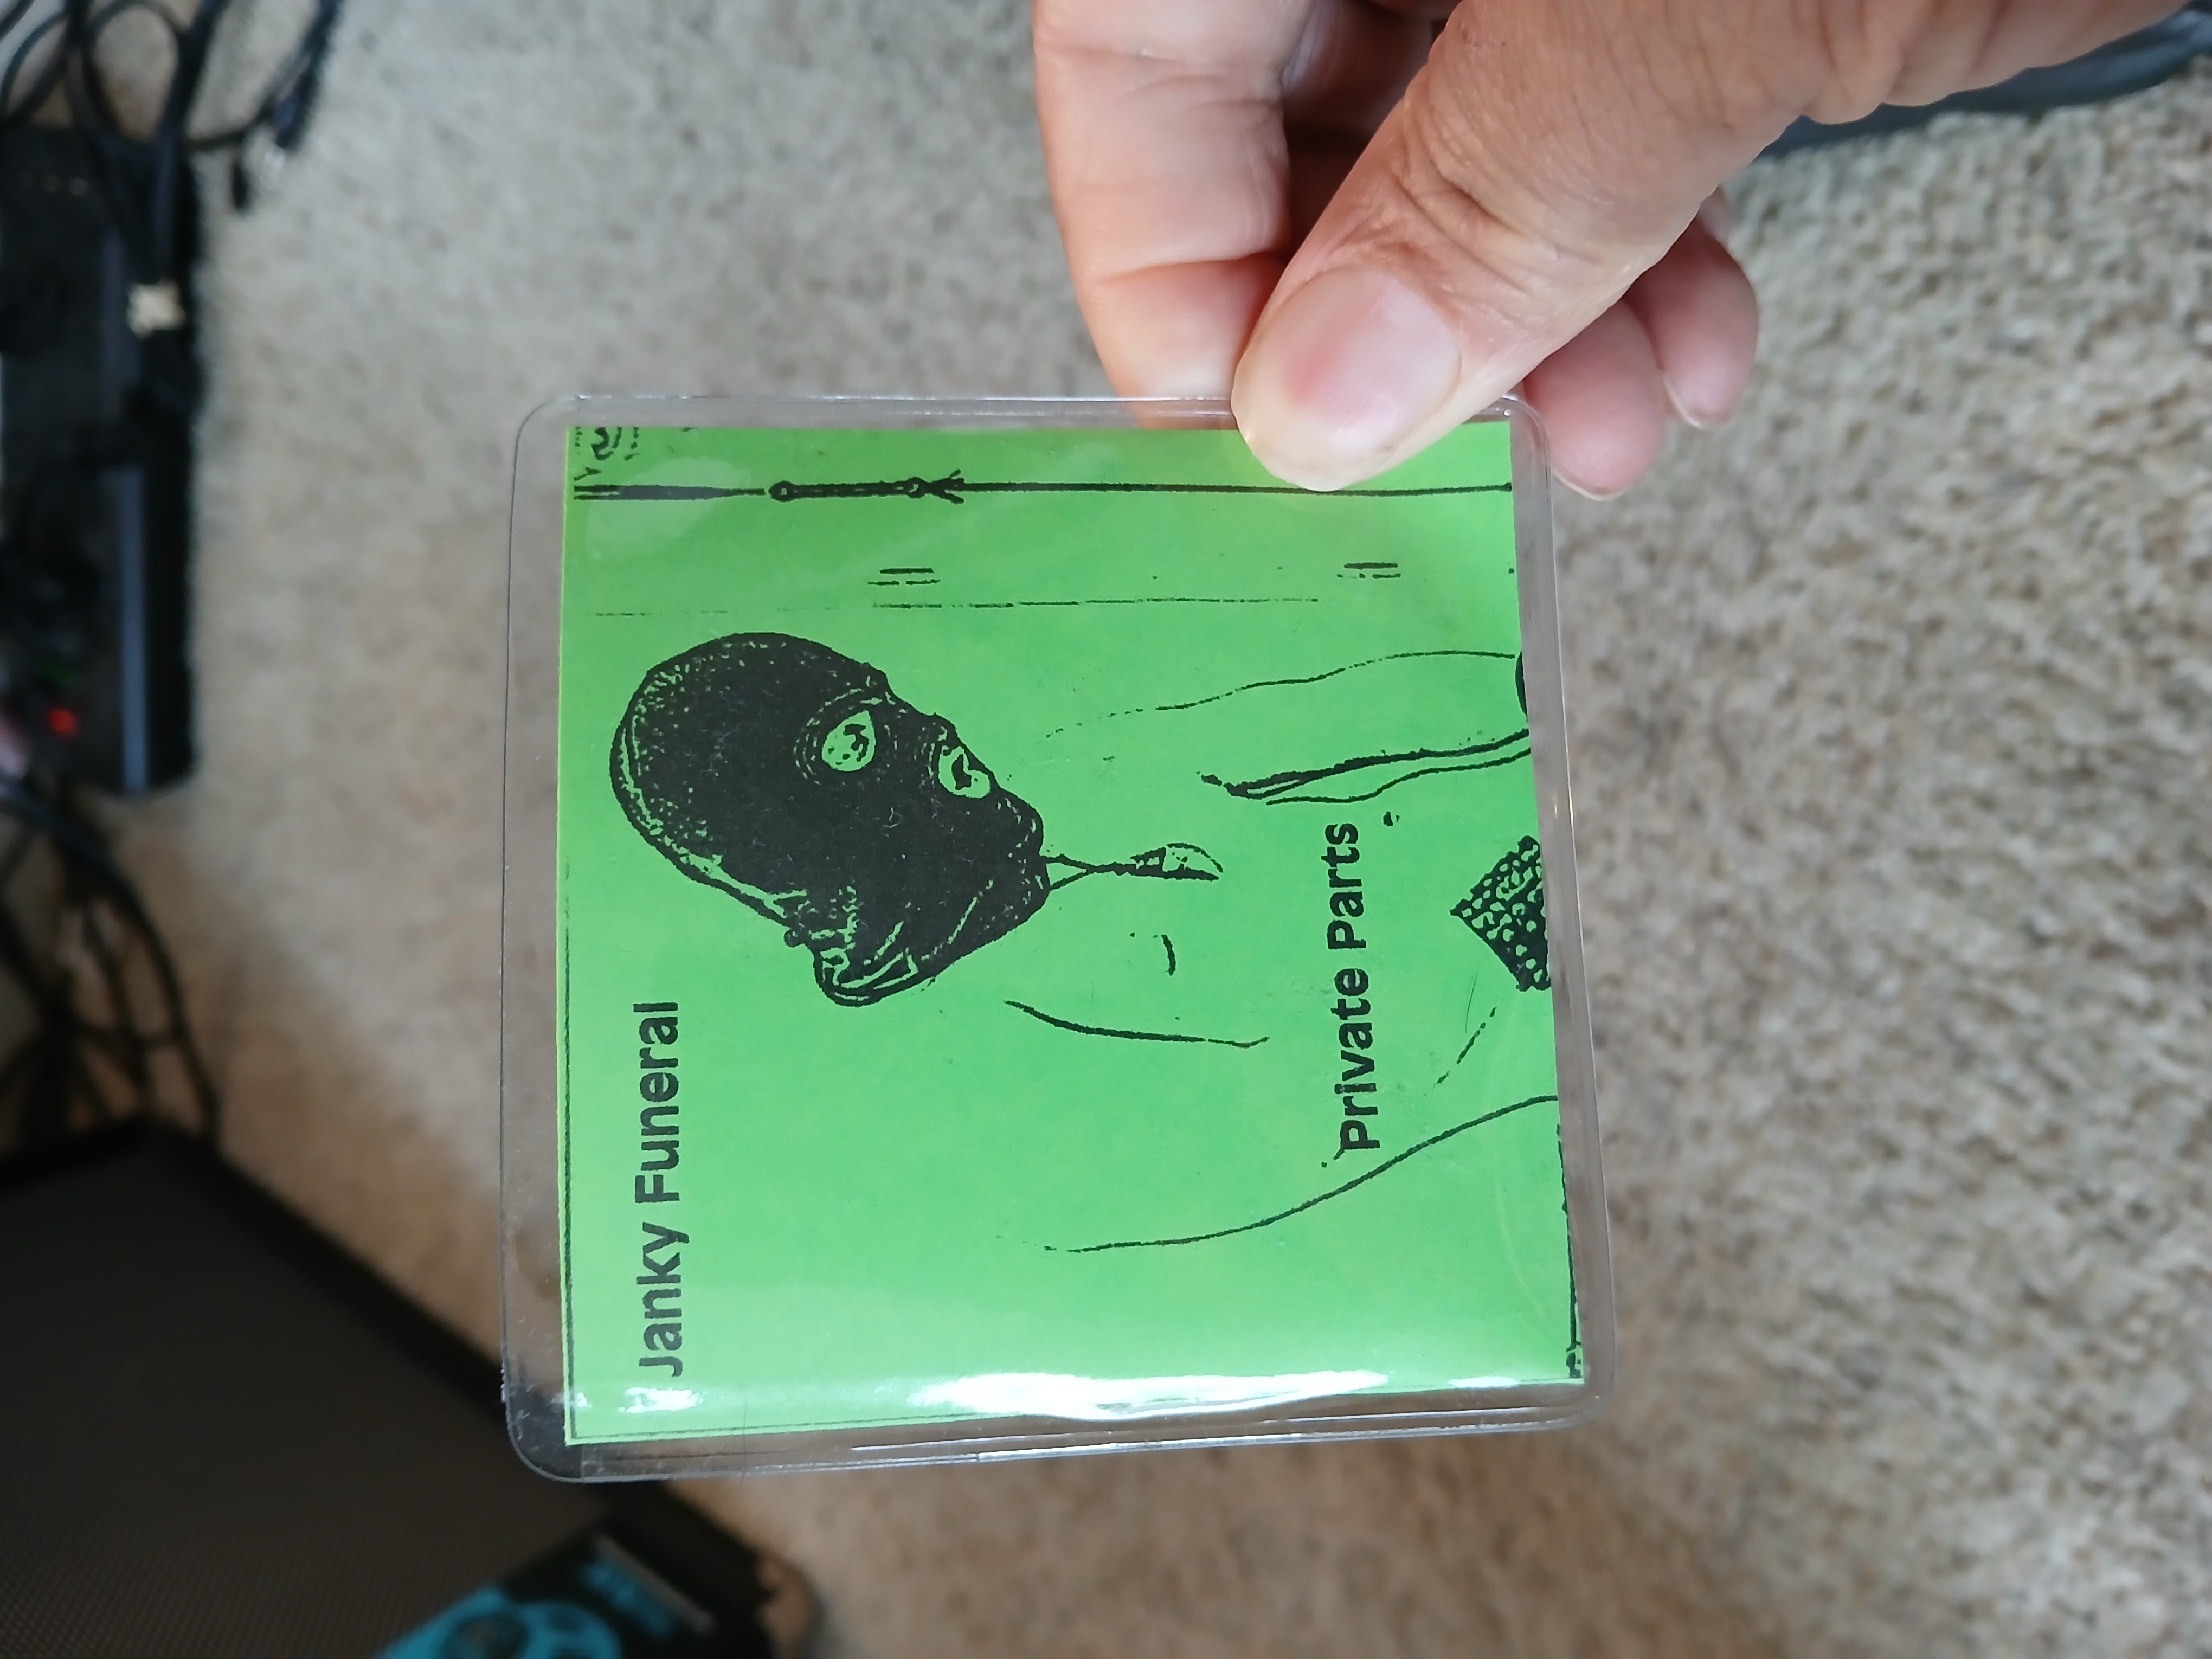 Janky Funeral
Private Parts